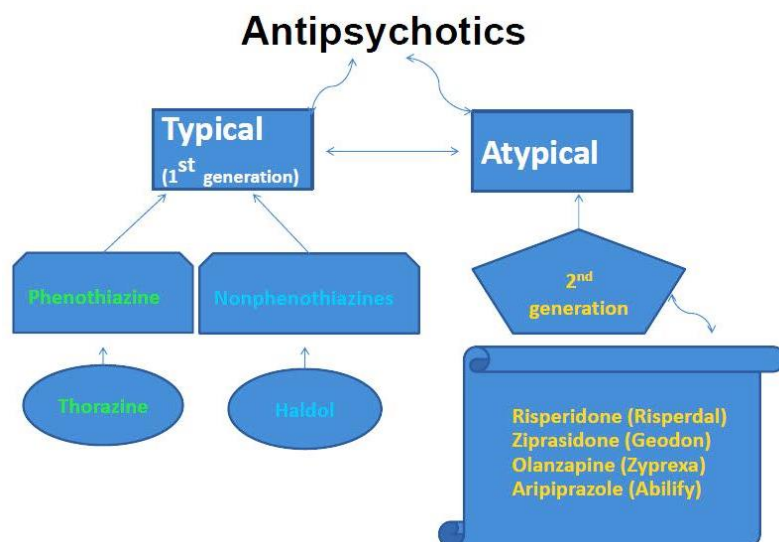 Antipsychotics
Typical
(1st generation)
Atypical
Phenothiazine
Nonphenothiazines
2nd
generation
Thorazine
Haldol
Risperidone (Risperdal)
Ziprasidone (Geodon)
Olanzapine (Zyprexa)
Aripiprazole (Abilify)